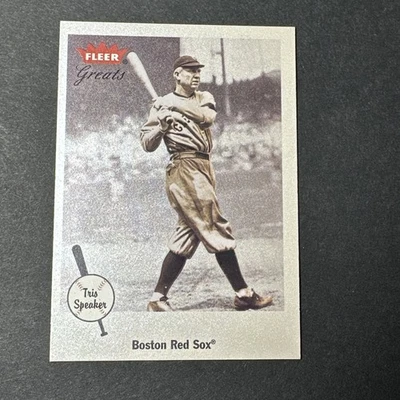 FLEER
Greats
Tris
Speaker
Boston Red Sox®